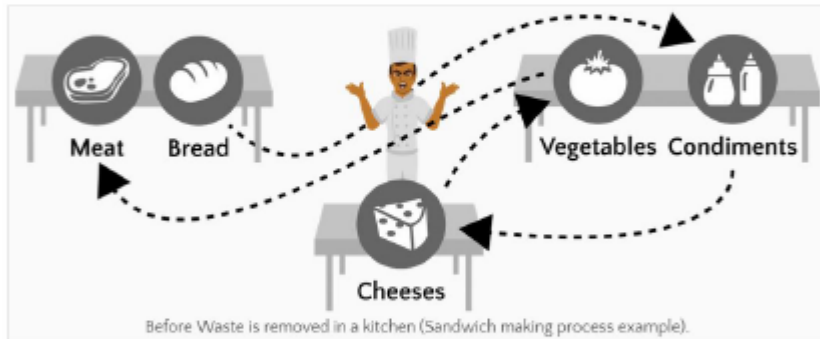 Meat Bread Vegetables Condiments
Cheeses
Before Waste is removed in a kitchen (Sandwich making process example).